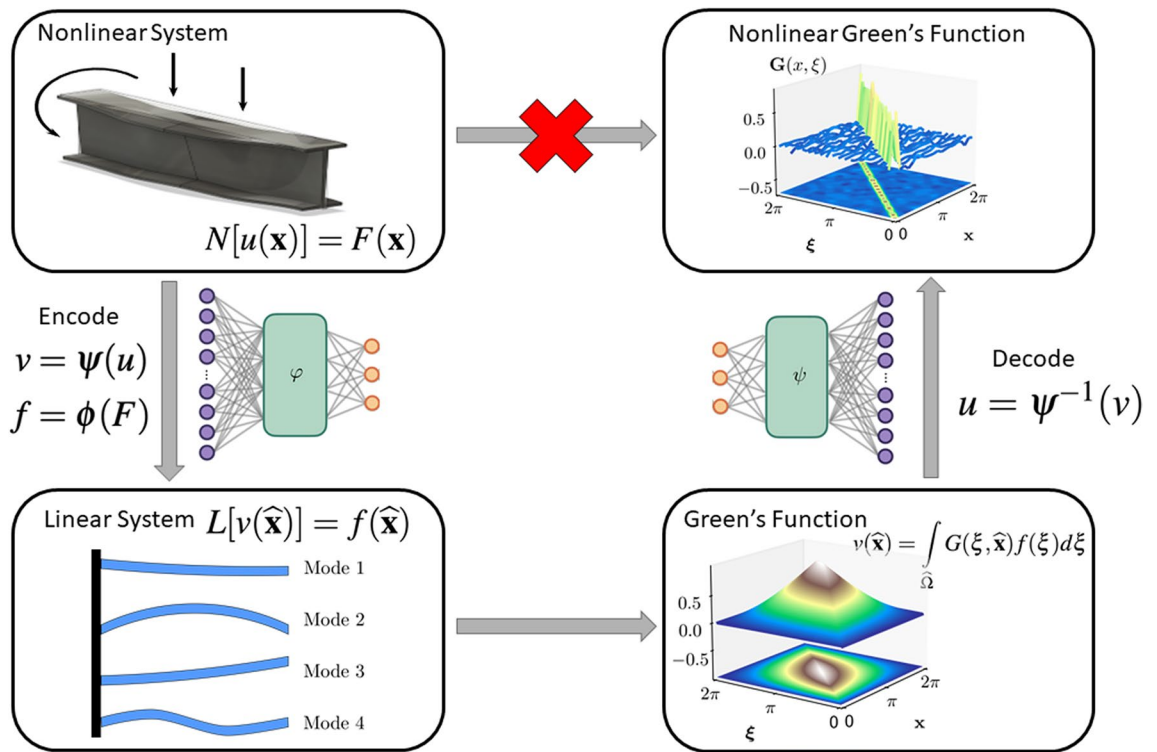 Nonlinear System
N[u(𝐱)] = F(𝐱)
Nonlinear Green's Function
𝐆(x, ξ)
0.5
0.0
−0.5
2π
π
0 0
π
2π
ξ
𝐱
Encode
v = 𝛙(u)
f = 𝛟(F)
φ
ψ
Decode
u = 𝛙⁻¹(v)
Linear System L[v(𝐱̂)] = f(𝐱̂)
Mode 1
Mode 2
Mode 3
Mode 4
Green's Function
v(𝐱̂) = ∫ G(𝛏, 𝐱̂) f(𝛏)d𝛏
Ω̂
0.5
0.0
−0.5
2π
π
0 0
π
2π
ξ
𝐱